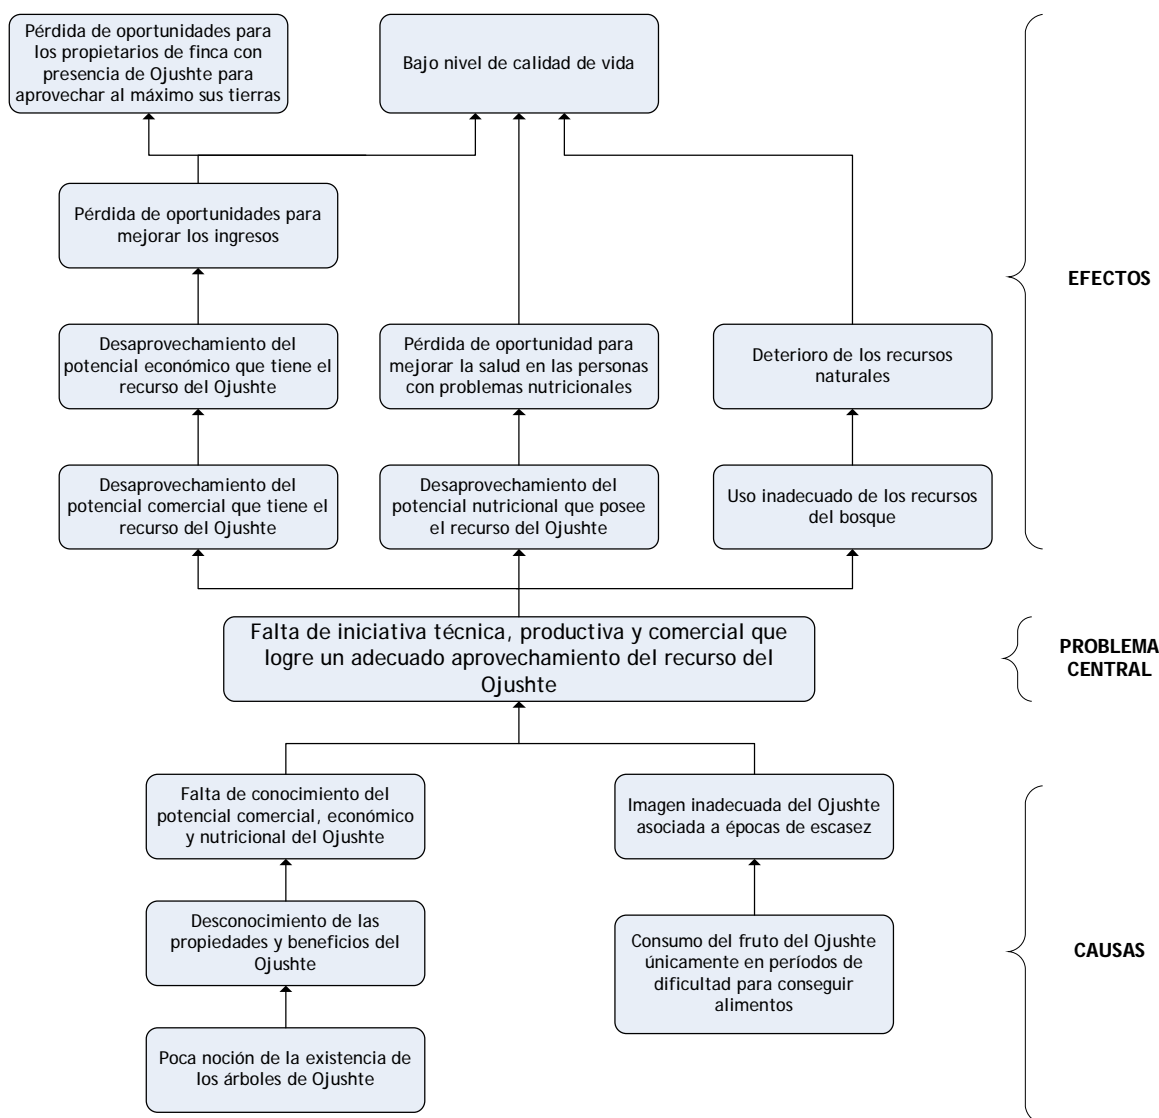 Pérdida de oportunidades para
los propietarios de finca con
presencia de Ojushte para
aprovechar al máximo sus tierras
Bajo nivel de calidad de vida
Pérdida de oportunidades para
mejorar los ingresos
EFECTOS
Desaprovechamiento del
potencial económico que tiene el
recurso del Ojushte
Pérdida de oportunidad para
mejorar la salud en las personas
con problemas nutricionales
Deterioro de los recursos
naturales
Desaprovechamiento del
potencial comercial que tiene el
recurso del Ojushte
Desaprovechamiento del
potencial nutricional que posee
el recurso del Ojushte
Uso inadecuado de los recursos
del bosque
Falta de iniciativa técnica, productiva y comercial que
logre un adecuado aprovechamiento del recurso del
Ojushte
PROBLEMA
CENTRAL
Falta de conocimiento del
potencial comercial, económico
y nutricional del Ojushte
Imagen inadecuada del Ojushte
asociada a épocas de escasez
Desconocimiento de las
propiedades y beneficios del
Ojushte
Consumo del fruto del Ojushte
únicamente en períodos de
dificultad para conseguir
alimentos
CAUSAS
Poca noción de la existencia de
los árboles de Ojushte